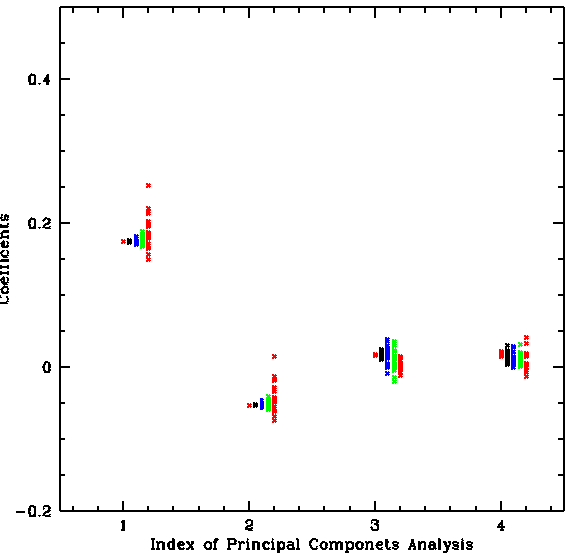 0.4
0.2
0
-0.2
1 2 3 4
Coefficents
Index of Principal Componets Analysis